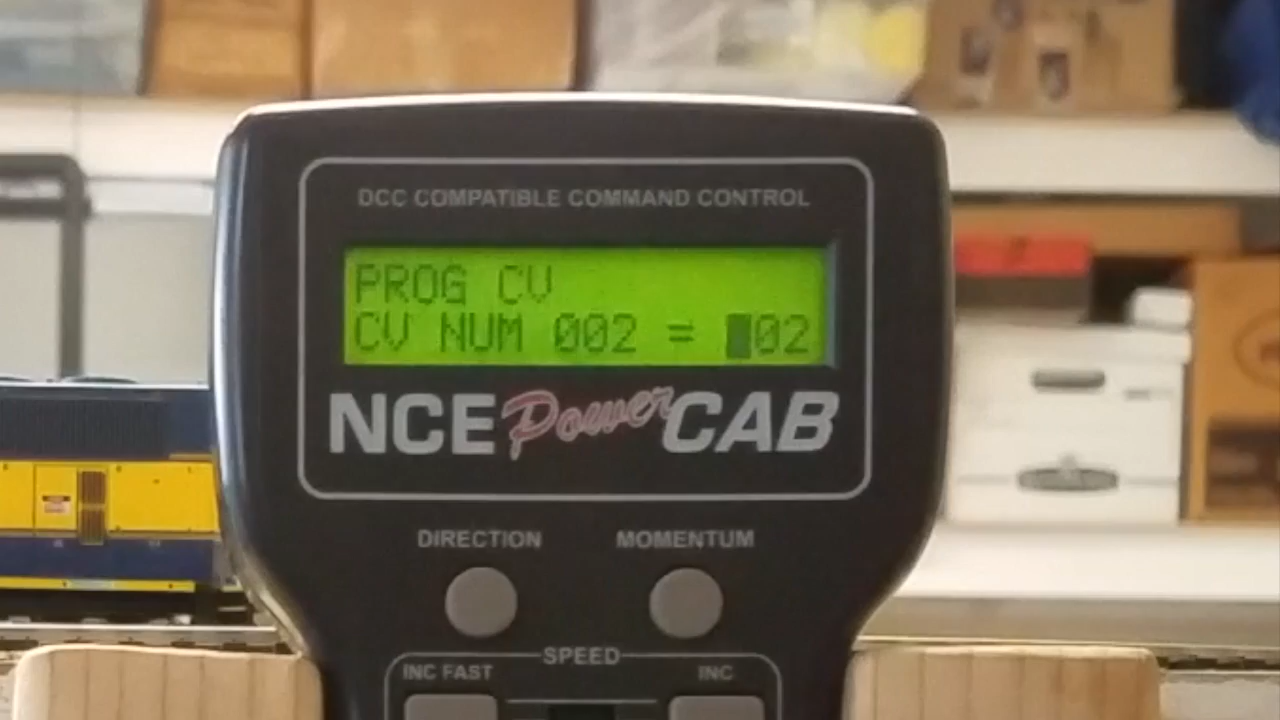 DCC COMPATIBLE COMMAND CONTROL
PROG CV
CV NUM 002 = 02
NCE Power CAB
DIRECTION MOMENTUM
SPEED
INC FAST INC